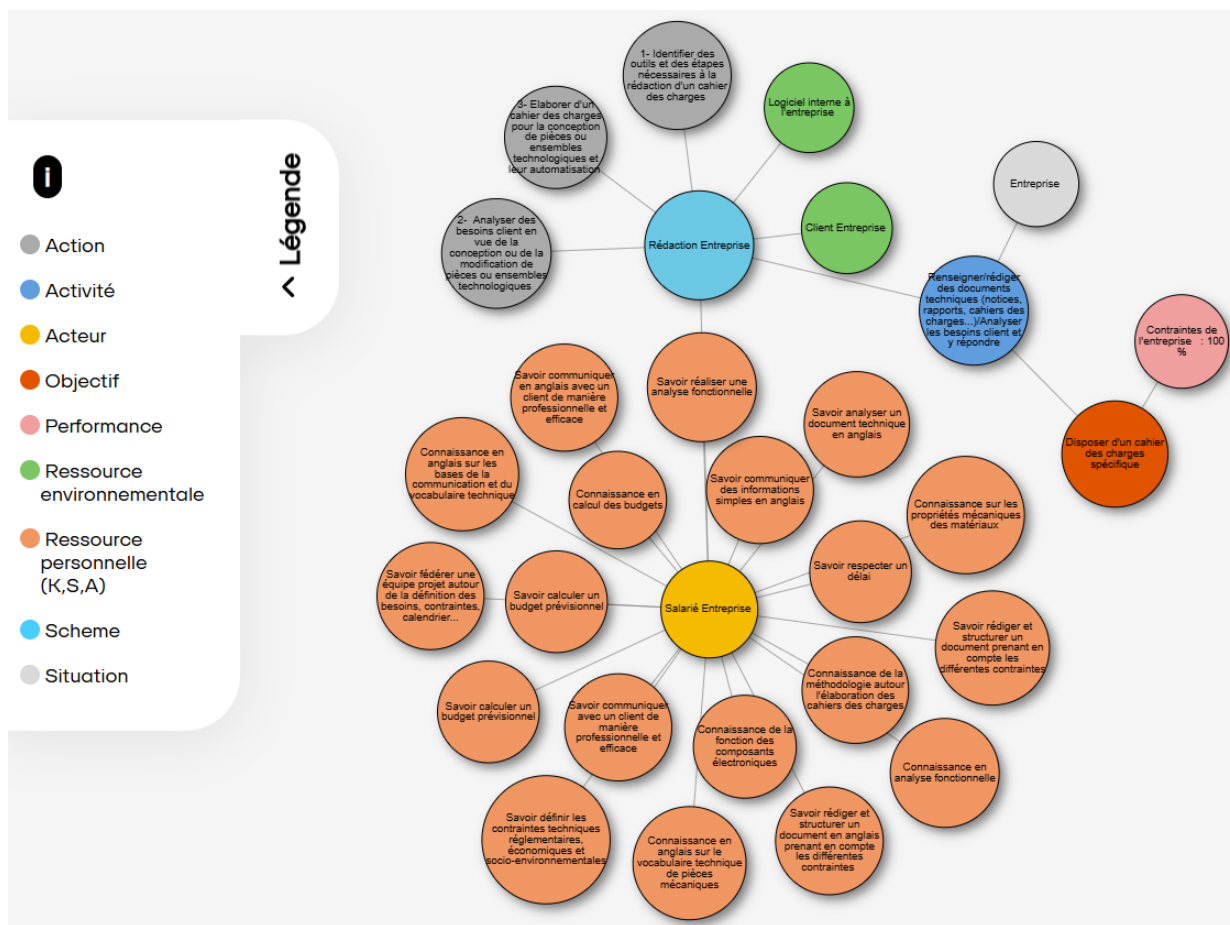 i
Légende
Action
Activité
Acteur
Objectif
Performance
Ressource
environnementale
Ressource
personnelle
(K,S,A)
Scheme
Situation
1- Identifier des
outils et des étapes
nécessaires à la
rédaction d'un cahier
des charges
3- Elaborer d'un
cahier des charges
pour la conception
de pièces ou
ensembles
technologiques et
leur automatisation
2- Analyser des
besoins client en
vue de la
conception ou de la
modification de
pièces ou ensembles
technologiques
Logiciel interne à
l'entreprise
Client Entreprise
Rédaction Entreprise
Entreprise
Renseigner/rédiger
des documents
techniques (notices,
rapports, cahiers des
charges...)/Analyser
les besoins client et
y répondre
Contraintes de
l'entreprise : 100
%
Disposer d'un cahier
des charges
spécifique
Savoir communiquer
en anglais avec un
client de manière
professionnelle et
efficace
Savoir réaliser une
analyse fonctionnelle
Savoir analyser un
document technique
en anglais
Connaissance en
anglais sur les
bases de la
communication et du
vocabulaire technique
Connaissance en
calcul des budgets
Savoir communiquer
des informations
simples en anglais
Connaissance sur les
propriétés mécaniques
des matériaux
Savoir respecter un
délai
Savoir fédérer une
équipe projet autour
de la définition des
besoins, contraintes,
calendrier...
Savoir calculer un
budget prévisionnel
Salarié Entreprise
Savoir rédiger et
structurer un
document prenant en
compte les
différentes contraintes
Connaissance de la
méthodologie autour
l'élaboration des
cahiers des charges
Savoir calculer un
budget prévisionnel
Savoir communiquer
avec un client de
manière
professionnelle et
efficace
Connaissance de la
fonction des
composants
électroniques
Connaissance en
analyse fonctionnelle
Savoir définir les
contraintes techniques
réglementaires,
économiques et
socio-environnementales
Connaissance en
anglais sur le
vocabulaire technique
de pièces
mécaniques
Savoir rédiger et
structurer un
document en anglais
prenant en compte
les différentes
contraintes